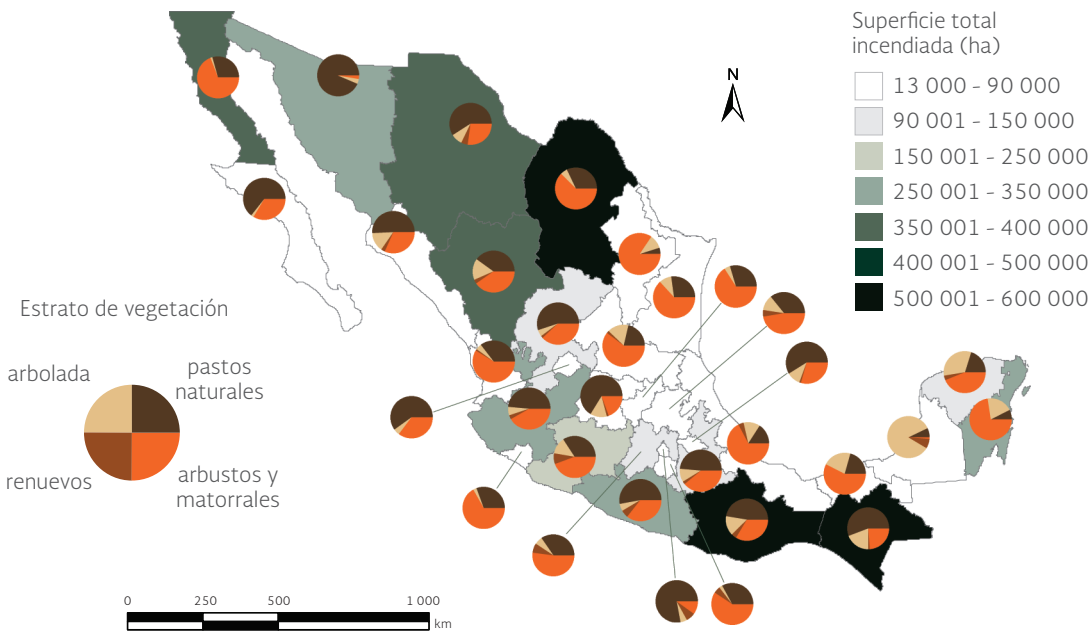 Superficie total
incendiada (ha)
13 000 - 90 000
90 001 - 150 000
150 001 - 250 000
250 001 - 350 000
350 001 - 400 000
400 001 - 500 000
500 001 - 600 000
N
Estrato de vegetación
arbolada
pastos
naturales
renuevos
arbustos y
matorrales
0 250 500 1 000
km